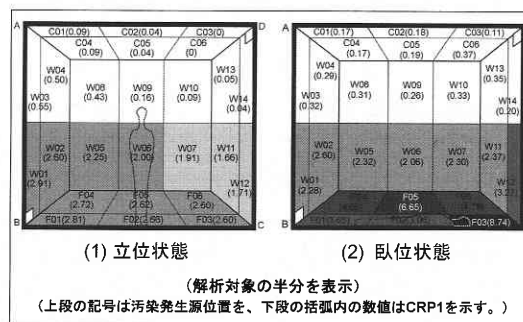 A D
C01(0.09) C02(0.04) C03(0)
C04 C05 C06
(0.09) (0.04) (0)
W04 W08 W09 W10 W13
(0.50) (0.43) (0.16) (0.09) (0.05)
W03 W14
(0.55) (0.04)
W02 W05 W06 W07 W11
(2.60) (2.25) (2.00) (1.91) (1.66)
W01 W12
(2.91) (1.71)
F04 F05 F06
(2.72) (2.62) (2.60)
F01(2.81) F02(2.66) F03(2.60)
B C
(1) 立位状態
A D
C01(0.17) C02(0.18) C03(0.11)
C04 C05 C06
(0.17) (0.19) (0.37)
W04 W08 W09 W10 W13
(0.29) (0.31) (0.26) (0.33) (0.35)
W03 W14
(0.32) (0.20)
W02 W05 W06 W07 W11
(2.60) (2.32) (2.06) (2.30) (2.37)
W01 W12
(2.28)
F05
(6.65)
F03(8.74)
B C
(2) 臥位状態
(解析対象の半分を表示)
(上段の記号は汚染発生源位置を、下段の括弧内の数値はCRP1を示す。)